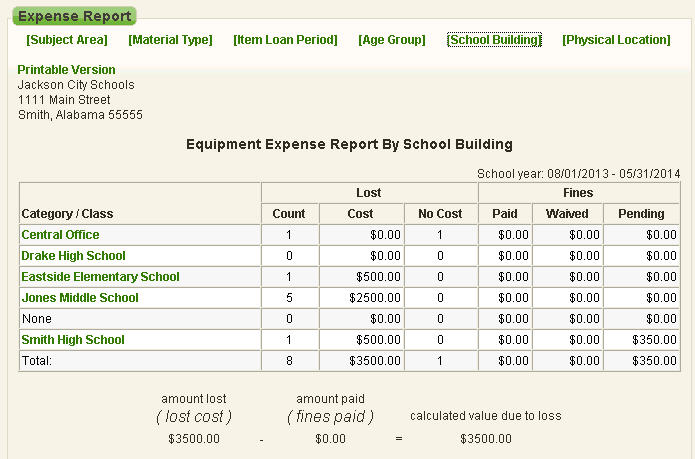 Expense Report
[Subject Area] [Material Type] [Item Loan Period] [Age Group] [School Building] [Physical Location]
Printable Version
Jackson City Schools
1111 Main Street
Smith, Alabama 55555
Equipment Expense Report By School Building
School year: 08/01/2013 - 05/31/2014
Lost Fines
Category / Class Count Cost No Cost Paid Waived Pending
Central Office 1 $0.00 1 $0.00 $0.00 $0.00
Drake High School 0 $0.00 0 $0.00 $0.00 $0.00
Eastside Elementary School 1 $500.00 0 $0.00 $0.00 $0.00
Jones Middle School 5 $2500.00 0 $0.00 $0.00 $0.00
None 0 $0.00 0 $0.00 $0.00 $0.00
Smith High School 1 $500.00 0 $0.00 $0.00 $350.00
Total: 8 $3500.00 1 $0.00 $0.00 $350.00
amount lost amount paid
( lost cost ) ( fines paid ) calculated value due to loss
$3500.00 - $0.00 = $3500.00